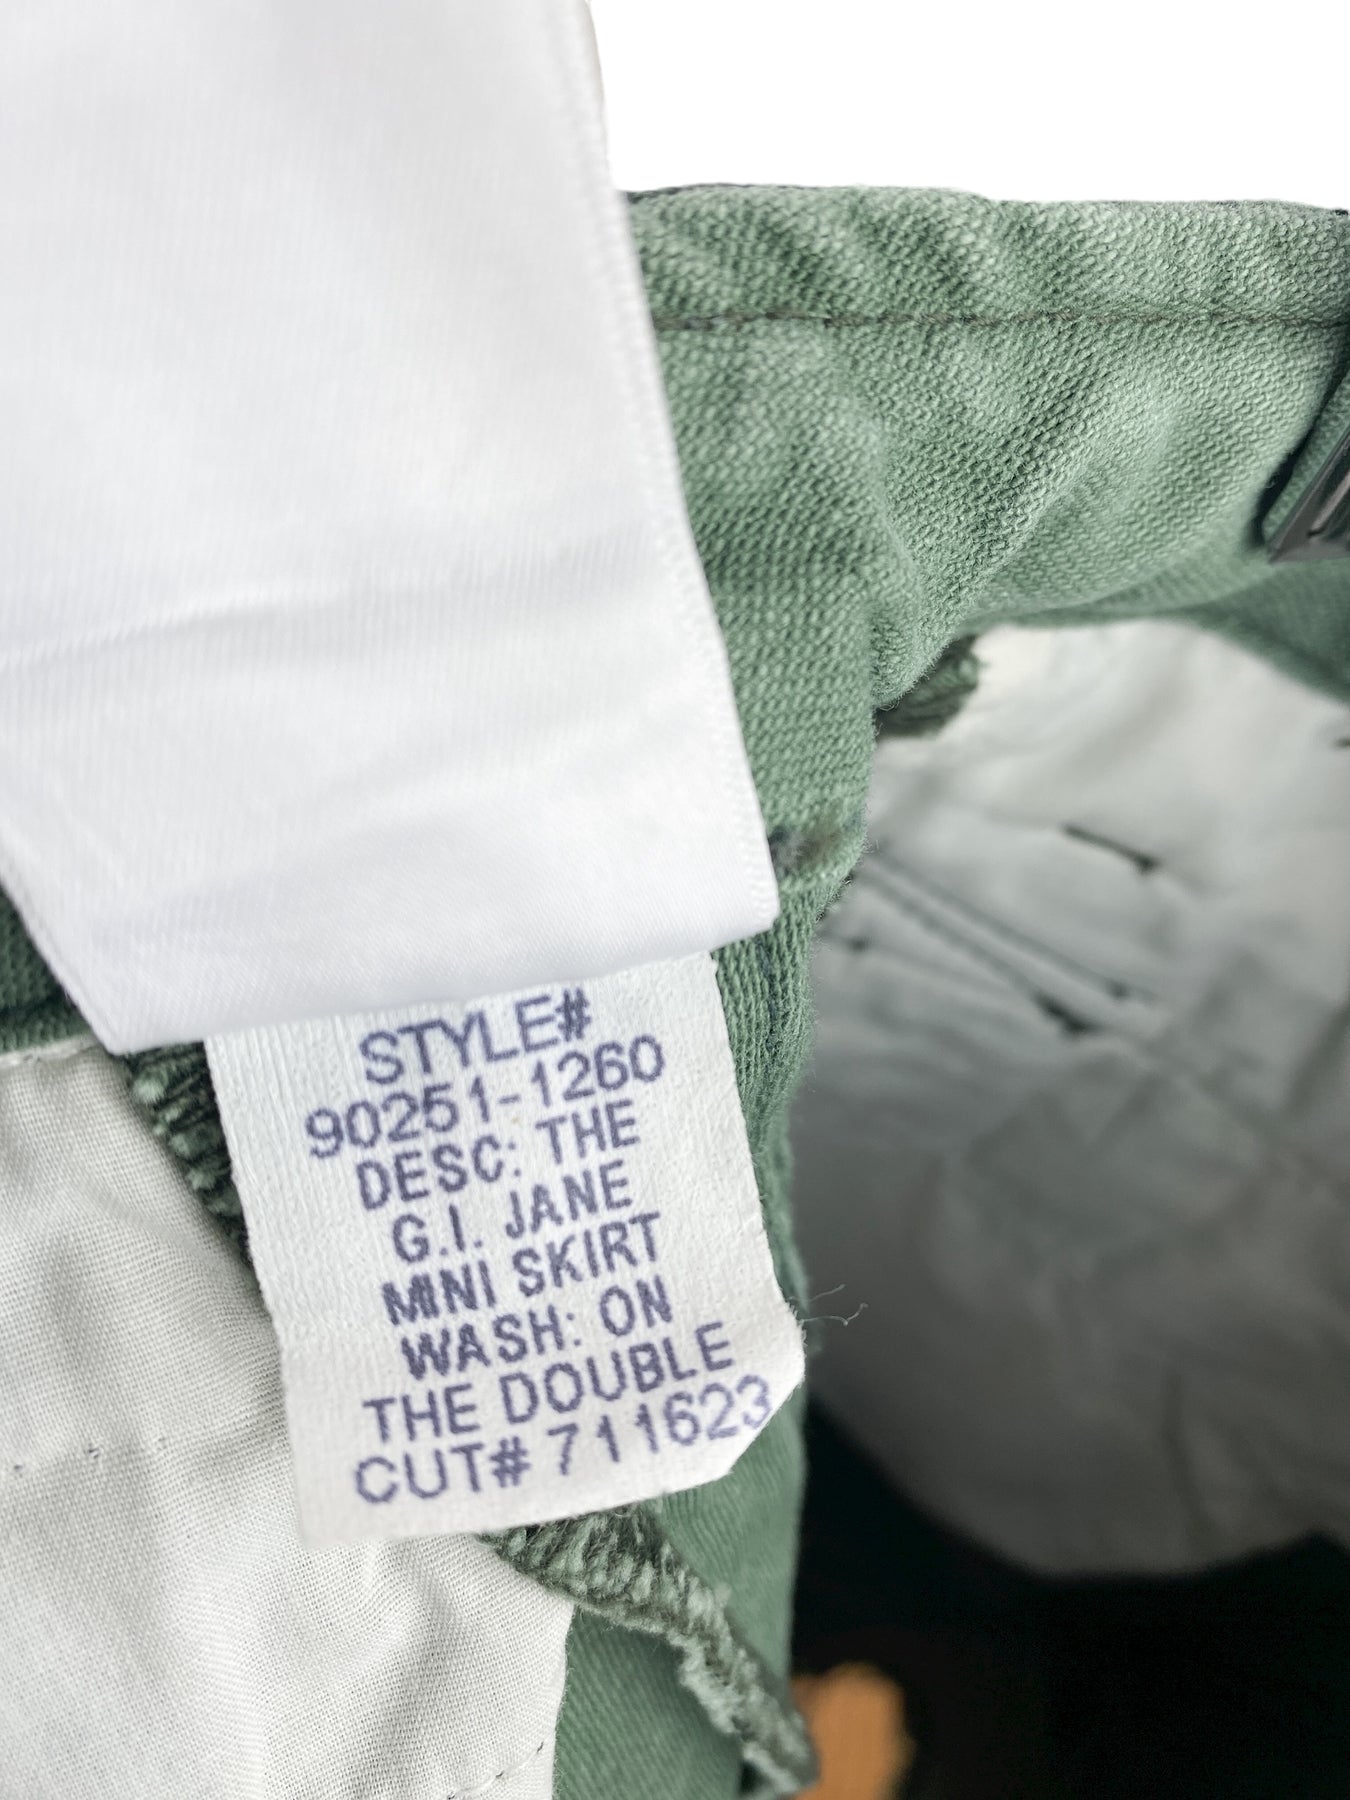 STYLE#
90251-1260
DESC: THE
G.I. JANE
MINI SKIRT
WASH: ON
THE DOUBLE
CUT# 711623